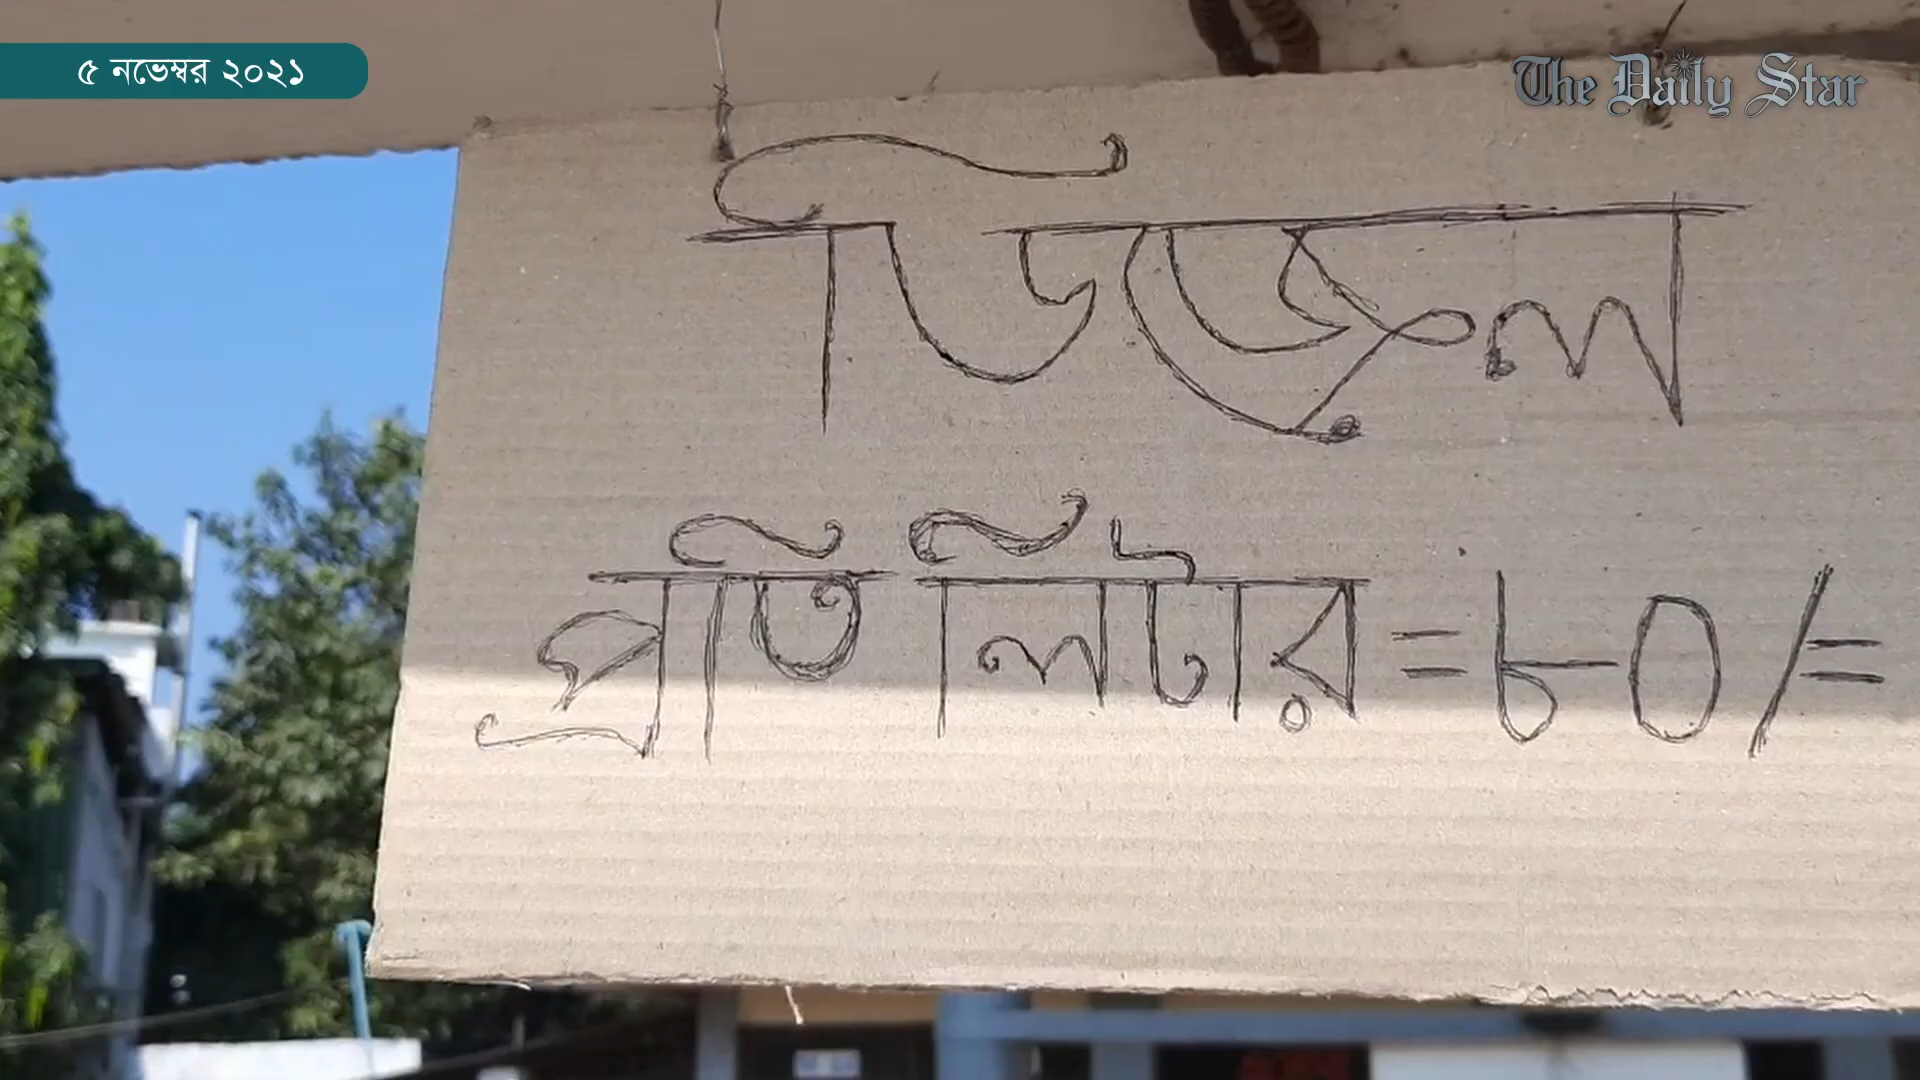 ৫ নভেম্বর ২০২১
The Daily Star
ডিজেল
প্রতি লিটার = ৮০/=